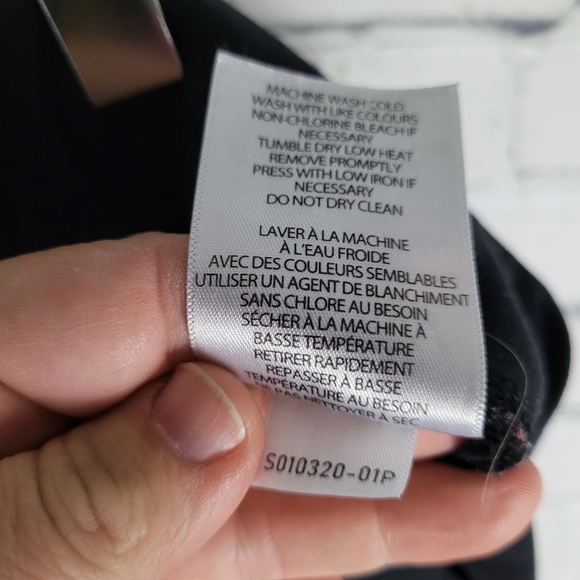 MACHINE WASH COLD
WASH WITH LIKE COLOURS
NON-CHLORINE BLEACH IF
NECESSARY
TUMBLE DRY LOW HEAT
REMOVE PROMPTLY
PRESS WITH LOW IRON IF
NECESSARY
DO NOT DRY CLEAN
LAVER À LA MACHINE
À L'EAU FROIDE
AVEC DES COULEURS SEMBLABLES
UTILISER UN AGENT DE BLANCHIMENT
SANS CHLORE AU BESOIN
SÉCHER À LA MACHINE À
BASSE TEMPÉRATURE
RETIRER RAPIDEMENT
REPASSER À BASSE
TEMPÉRATURE AU BESOIN
PAS NETTOYER À SEC
S010320-01P